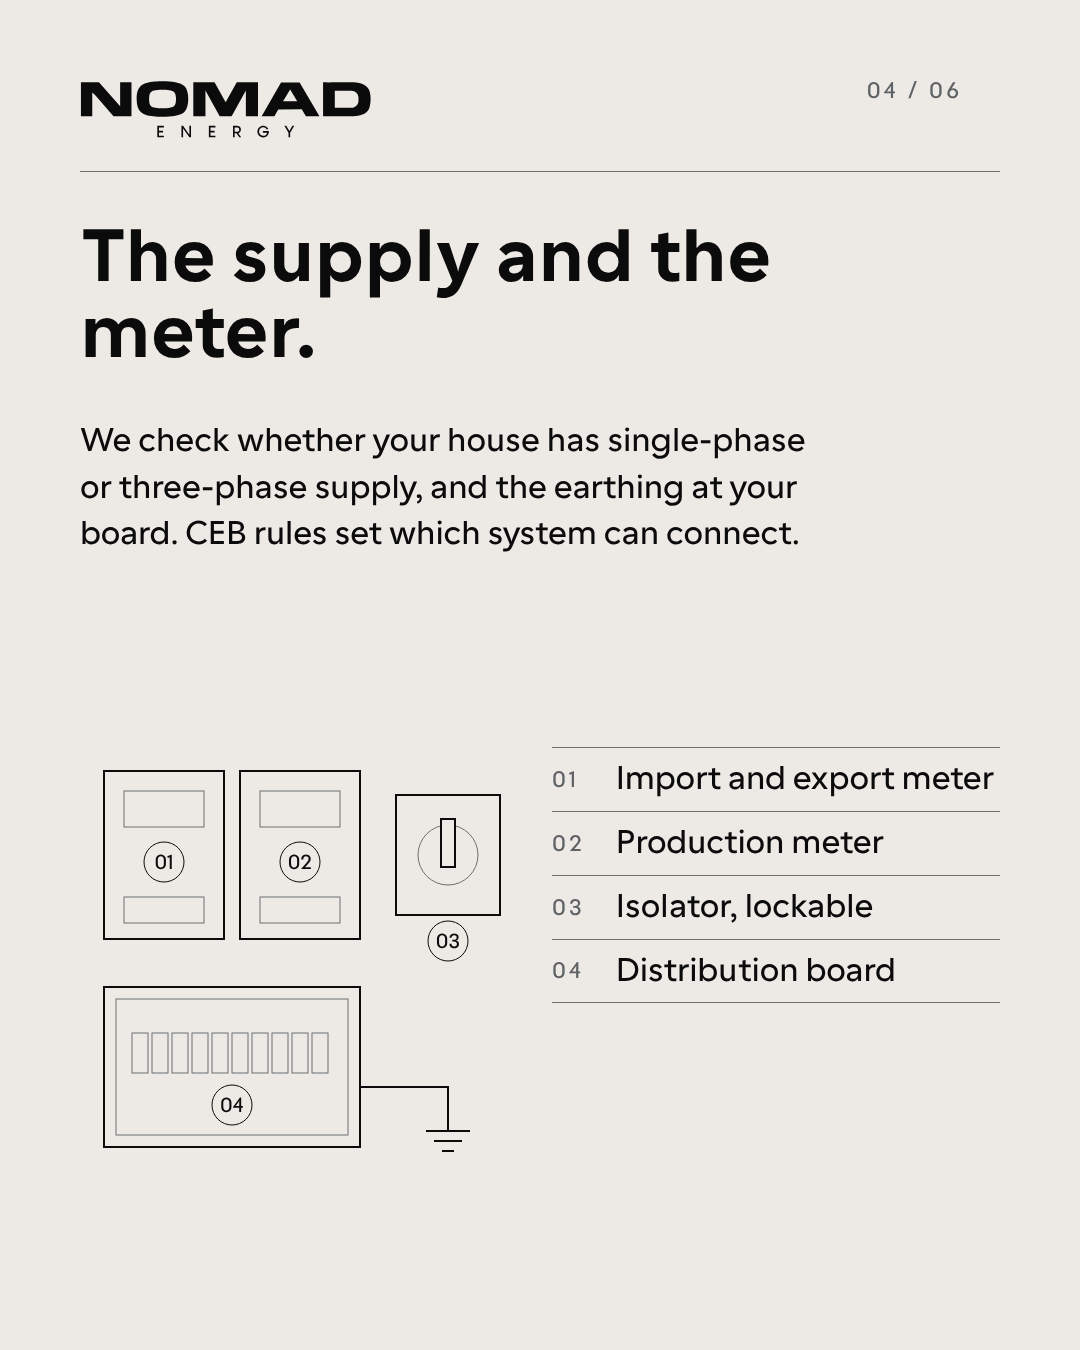 NOMAD
ENERGY
04 / 06
The supply and the
meter.
We check whether your house has single-phase
or three-phase supply, and the earthing at your
board. CEB rules set which system can connect.
01
02
03
04
01 Import and export meter
02 Production meter
03 Isolator, lockable
04 Distribution board